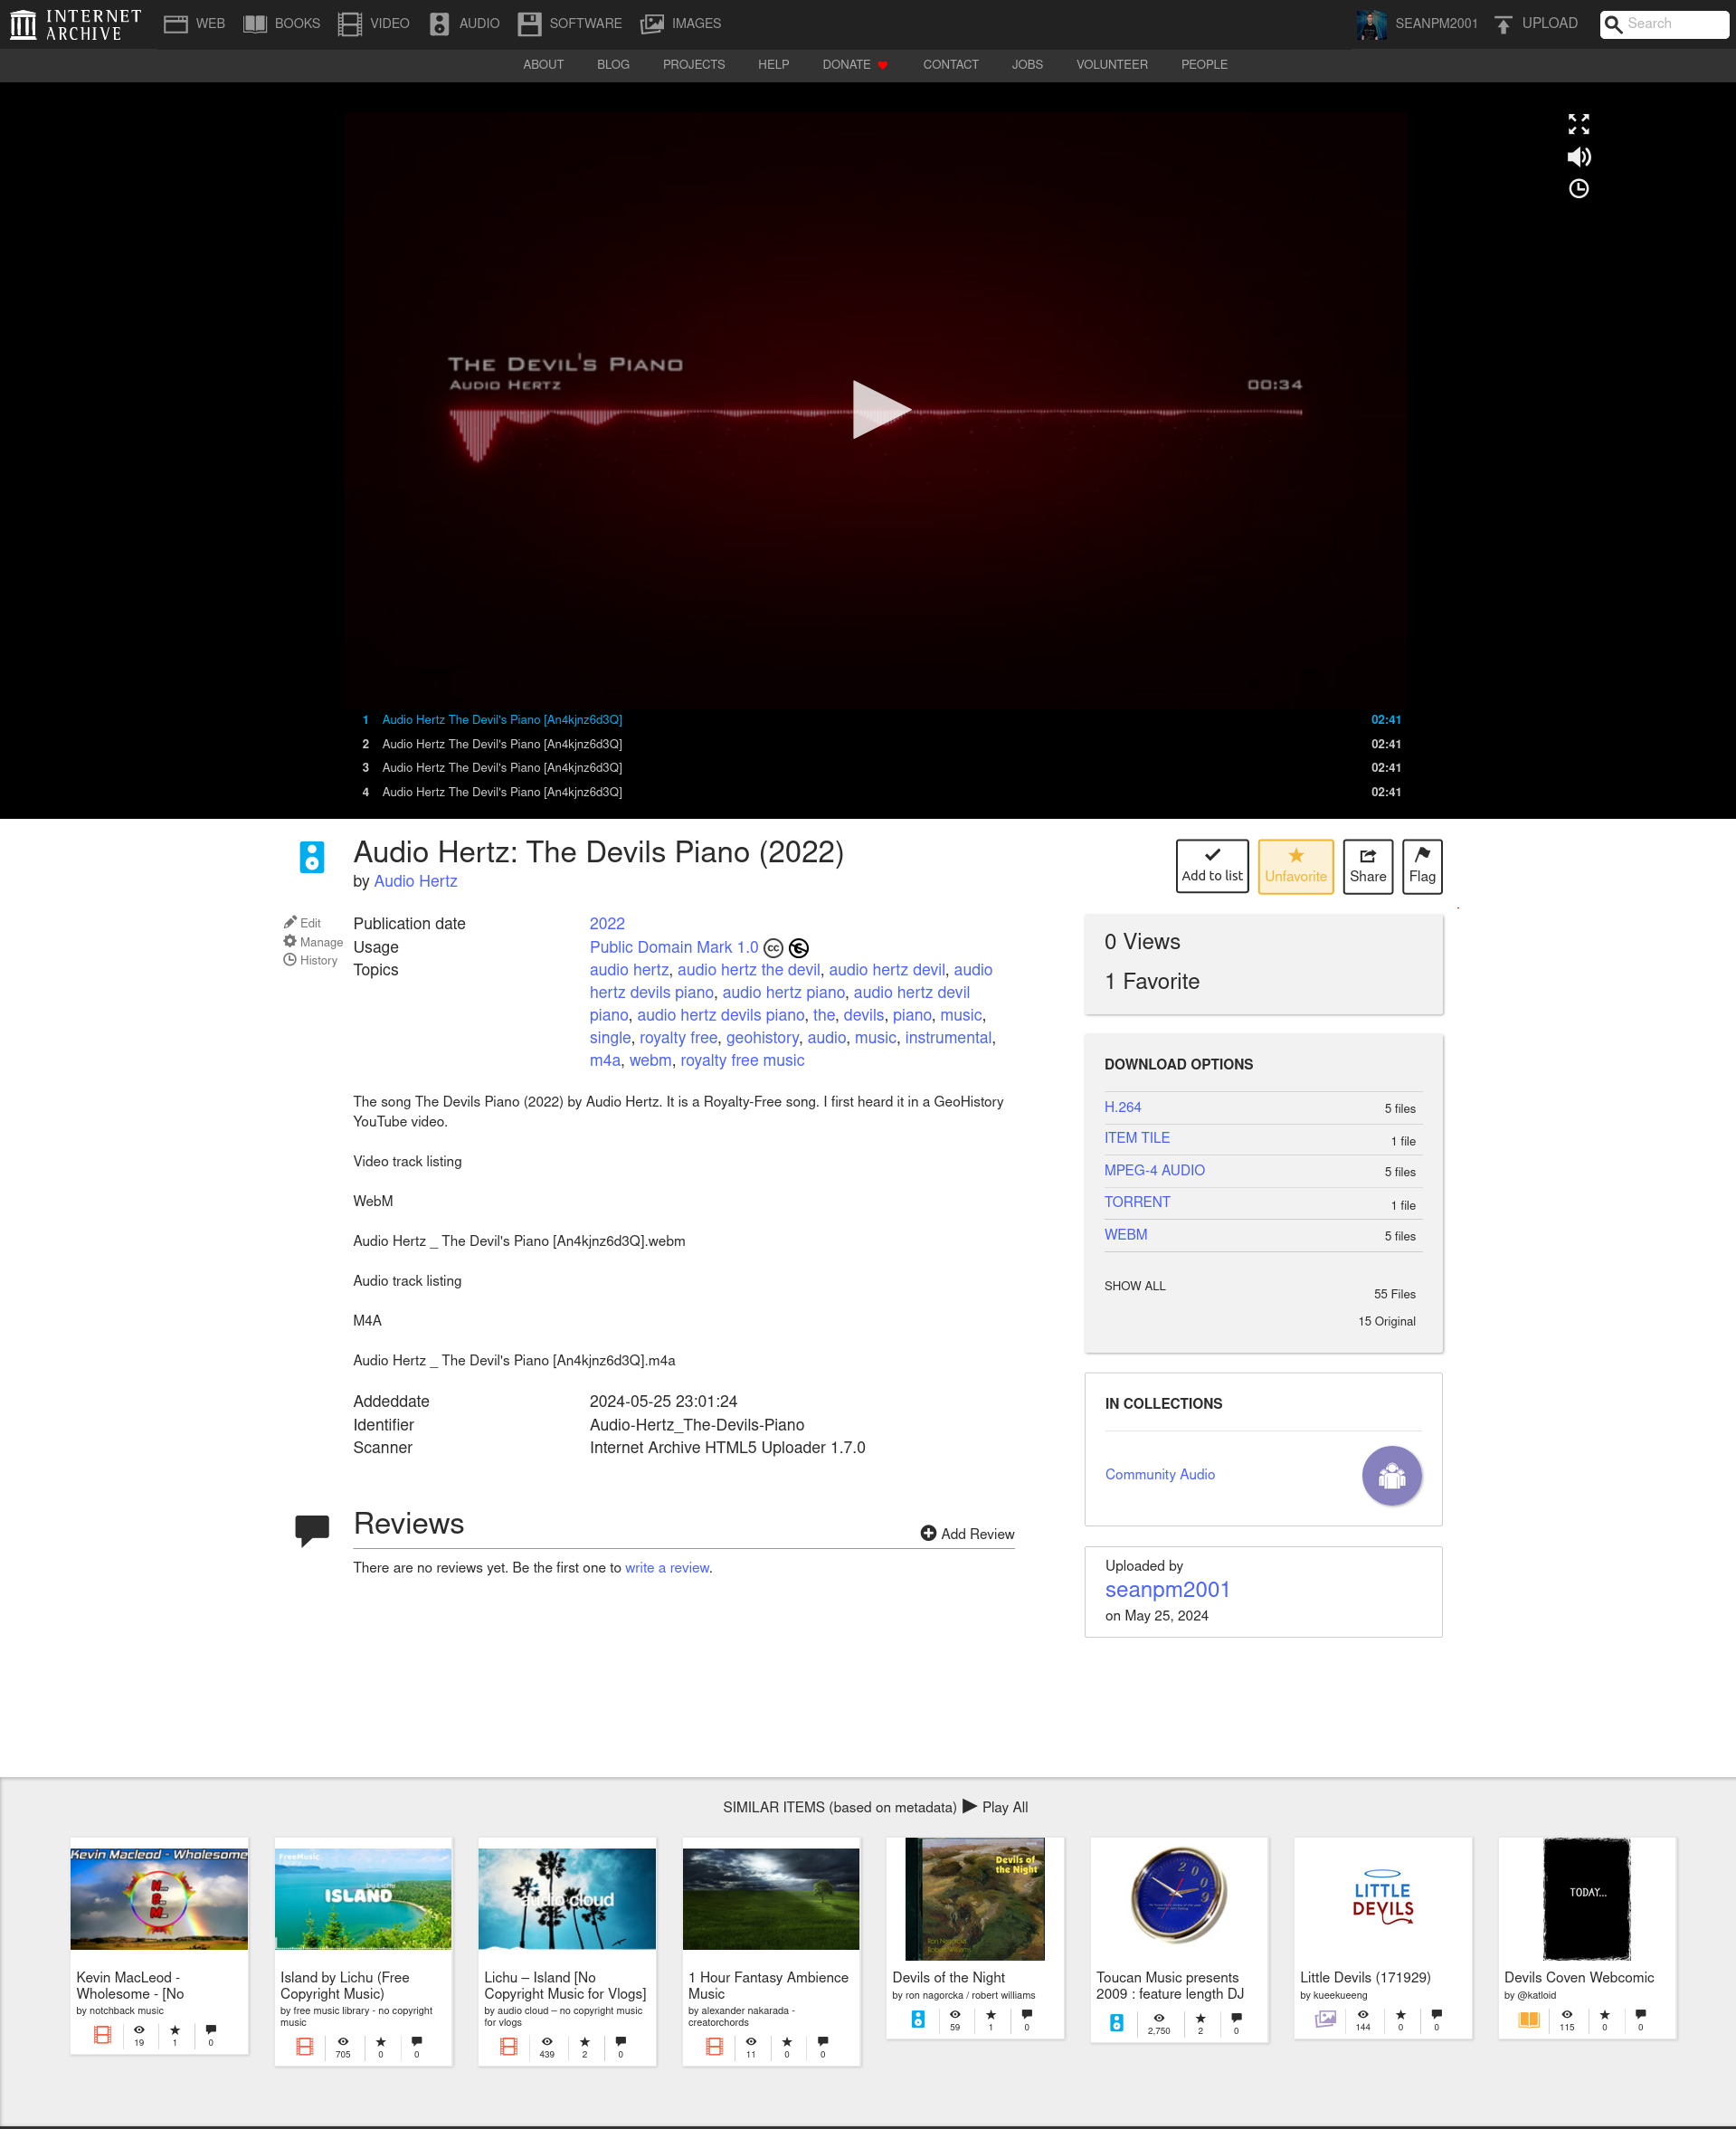 INTERNET ARCHIVE
WEB BOOKS VIDEO AUDIO SOFTWARE IMAGES SEANPM2001 UPLOAD Search
ABOUT BLOG PROJECTS HELP DONATE CONTACT JOBS VOLUNTEER PEOPLE
THE DEVIL'S PIANO
AUDIO HERTZ 00:34
1 Audio Hertz The Devil's Piano [An4kjnz6d3Q] 02:41
2 Audio Hertz The Devil's Piano [An4kjnz6d3Q] 02:41
3 Audio Hertz The Devil's Piano [An4kjnz6d3Q] 02:41
4 Audio Hertz The Devil's Piano [An4kjnz6d3Q] 02:41
Audio Hertz: The Devils Piano (2022)
by Audio Hertz
Add to list Unfavorite Share Flag
Edit
Manage
History
Publication date 2022
Usage Public Domain Mark 1.0
Topics audio hertz, audio hertz the devil, audio hertz devil, audio
hertz devils piano, audio hertz piano, audio hertz devil
piano, audio hertz devils piano, the, devils, piano, music,
single, royalty free, geohistory, audio, music, instrumental,
m4a, webm, royalty free music
The song The Devils Piano (2022) by Audio Hertz. It is a Royalty-Free song. I first heard it in a GeoHistory
YouTube video.
Video track listing
WebM
Audio Hertz _ The Devil's Piano [An4kjnz6d3Q].webm
Audio track listing
M4A
Audio Hertz _ The Devil's Piano [An4kjnz6d3Q].m4a
Addeddate 2024-05-25 23:01:24
Identifier Audio-Hertz_The-Devils-Piano
Scanner Internet Archive HTML5 Uploader 1.7.0
Reviews
Add Review
There are no reviews yet. Be the first one to write a review.
0 Views
1 Favorite
DOWNLOAD OPTIONS
H.264 5 files
ITEM TILE 1 file
MPEG-4 AUDIO 5 files
TORRENT 1 file
WEBM 5 files
SHOW ALL 55 Files
15 Original
IN COLLECTIONS
Community Audio
Uploaded by
seanpm2001
on May 25, 2024
SIMILAR ITEMS (based on metadata) Play All
Kevin Macleod - Wholesome
Kevin MacLeod -
Wholesome - [No
by notchback music
19 1 0
FreeMusic
by Lichu
ISLAND
Island by Lichu (Free
Copyright Music)
by free music library - no copyright
music
705 0 0
audio cloud
Lichu – Island [No
Copyright Music for Vlogs]
by audio cloud – no copyright music
for vlogs
439 2 0
1 Hour Fantasy Ambience
Music
by alexander nakarada -
creatorchords
11 0 0
Devils of
the Night
Ron Nagorcka
Robert Williams
Devils of the Night
by ron nagorcka / robert williams
59 1 0
2009
Toucan Music presents
2009 : feature length DJ
2,750 2 0
LITTLE
DEVILS
Little Devils (171929)
by kueekueeng
144 0 0
TODAY...
Devils Coven Webcomic
by @katloid
115 0 0